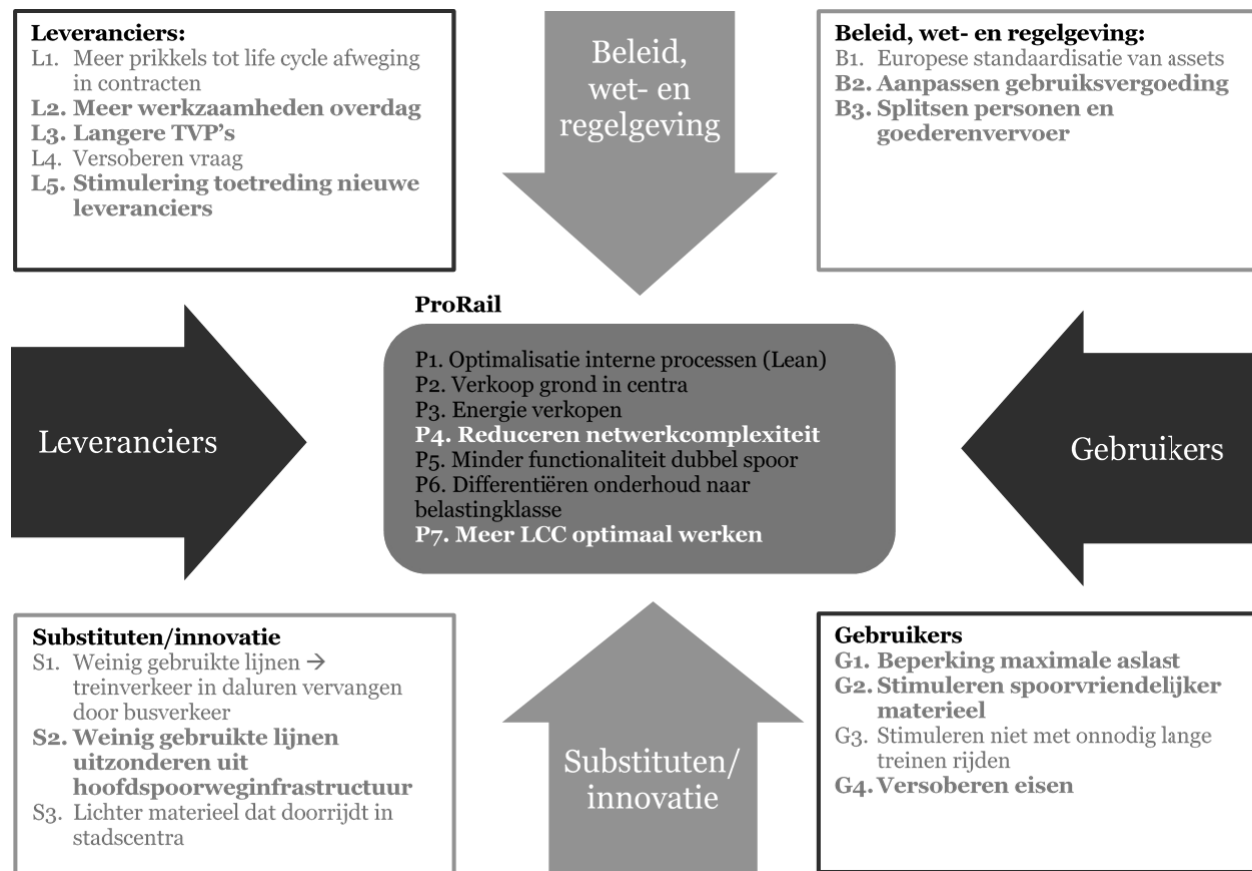 Leveranciers:
L1. Meer prikkels tot life cycle afweging
in contracten
L2. Meer werkzaamheden overdag
L3. Langere TVP's
L4. Versoberen vraag
L5. Stimulering toetreding nieuwe
leveranciers
Beleid,
wet- en
regelgeving
Beleid, wet- en regelgeving:
B1. Europese standaardisatie van assets
B2. Aanpassen gebruiksvergoeding
B3. Splitsen personen en
goederenvervoer
Leveranciers
ProRail
P1. Optimalisatie interne processen (Lean)
P2. Verkoop grond in centra
P3. Energie verkopen
P4. Reduceren netwerkcomplexiteit
P5. Minder functionaliteit dubbel spoor
P6. Differentiëren onderhoud naar
belastingklasse
P7. Meer LCC optimaal werken
Gebruikers
Substituten/innovatie
S1. Weinig gebruikte lijnen →
treinverkeer in daluren vervangen
door busverkeer
S2. Weinig gebruikte lijnen
uitzonderen uit
hoofdspoorweginfrastructuur
S3. Lichter materieel dat doorrijdt in
stadscentra
Substituten/
innovatie
Gebruikers
G1. Beperking maximale aslast
G2. Stimuleren spoorvriendelijker
materieel
G3. Stimuleren niet met onnodig lange
treinen rijden
G4. Versoberen eisen